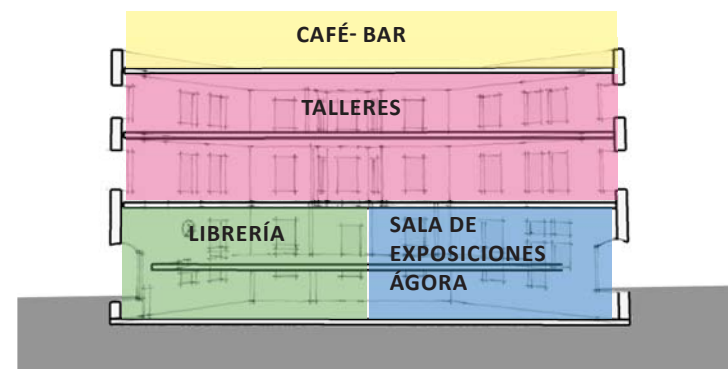 CAFÉ- BAR
TALLERES
LIBRERÍA
SALA DE
EXPOSICIONES
ÁGORA